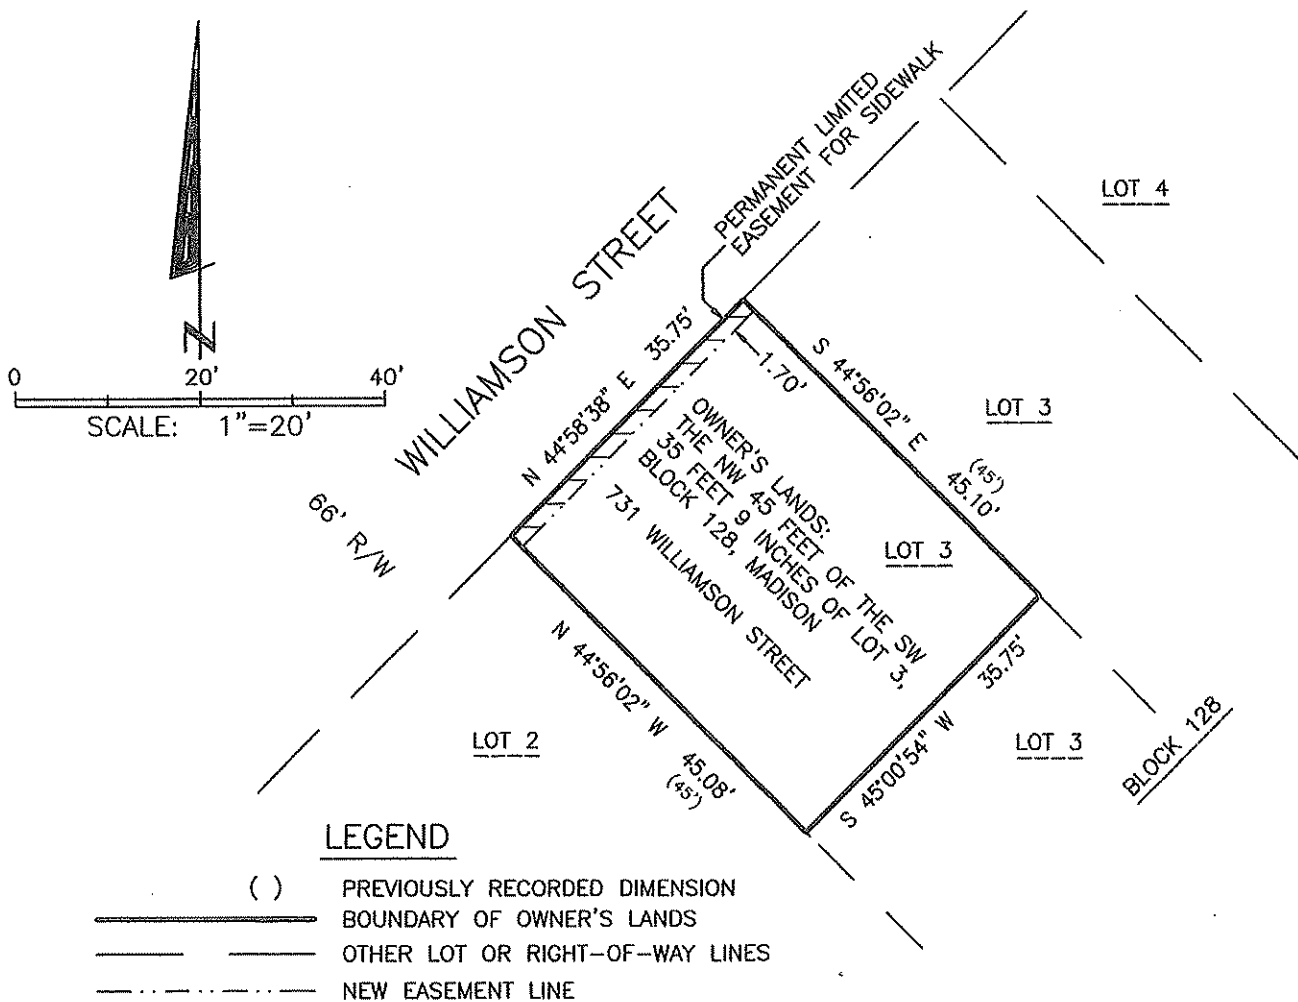 PERMANENT LIMITED
EASEMENT FOR SIDEWALK
LOT 4
WILLIAMSON STREET
N
0 20' 40'
SCALE: 1"=20'
66' R/W
N 44°58'38" E 35.75'
1.70'
S 44°56'02" E 45.10'
(45')
LOT 3
OWNER'S LANDS:
THE NW 45 FEET OF THE SW
35 FEET 9 INCHES OF LOT 3,
BLOCK 128, MADISON
731 WILLIAMSON STREET
LOT 3
N 44°56'02" W 45.08'
(45')
S 45°00'54" W 35.75'
LOT 2
LOT 3
BLOCK 128
LEGEND
( ) PREVIOUSLY RECORDED DIMENSION
BOUNDARY OF OWNER'S LANDS
OTHER LOT OR RIGHT-OF-WAY LINES
NEW EASEMENT LINE